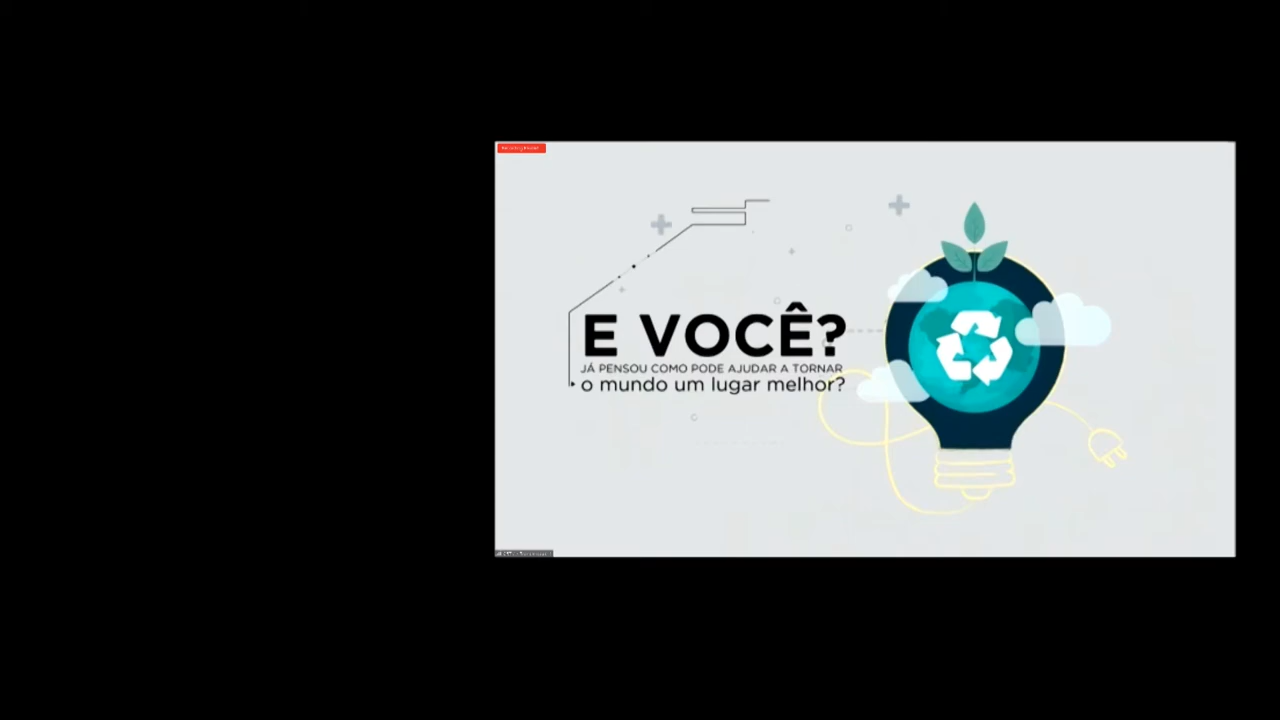 E VOCÊ?
JÁ PENSOU COMO PODE AJUDAR A TORNAR
o mundo um lugar melhor?